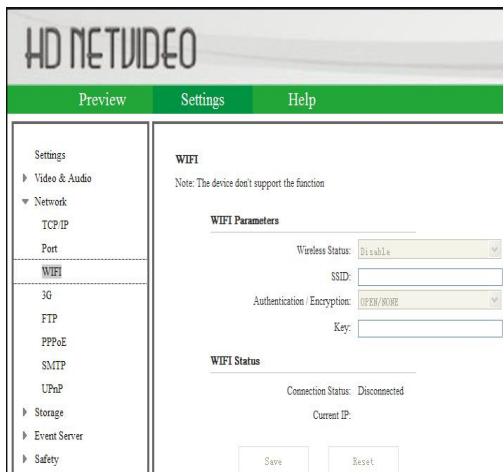 HD NETVIDEO
Preview Settings Help
Settings
Video & Audio
Network
TCP/IP
Port
WIFI
3G
FTP
PPPoE
SMTP
UPnP
Storage
Event Server
Safety
WIFI
Note: The device don't support the function
WIFI Parameters
Wireless Status: Disable
SSID:
Authentication / Encryption: OPEN/NONE
Key:
WIFI Status
Connection Status: Disconnected
Current IP:
Save Reset